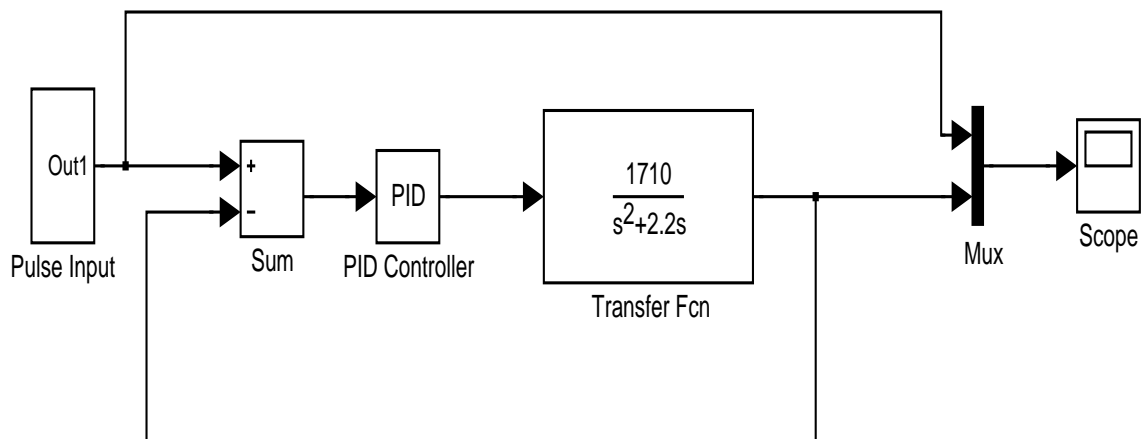 Out1
Pulse Input
+
−
Sum
PID
PID Controller
1710
s²+2.2s
Transfer Fcn
Mux
Scope